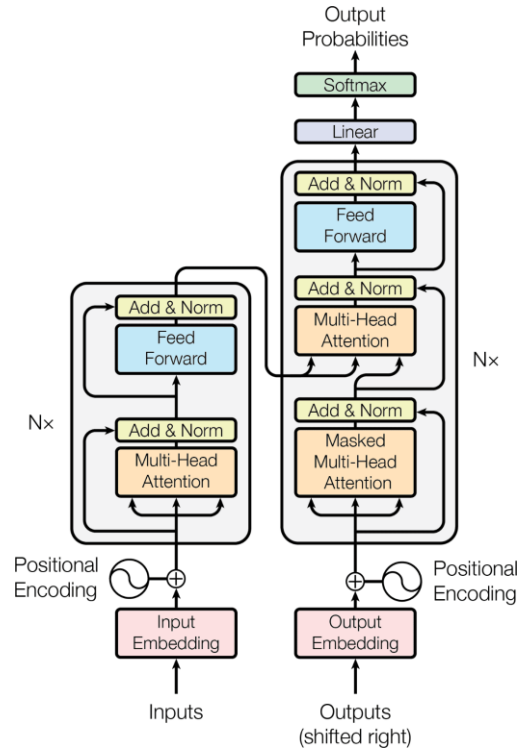 Output
Probabilities
Softmax
Linear
Add & Norm
Feed
Forward
Add & Norm
Multi-Head
Attention
Add & Norm
Masked
Multi-Head
Attention
N×
Add & Norm
Feed
Forward
N×
Add & Norm
Multi-Head
Attention
Positional
Encoding
Positional
Encoding
Input
Embedding
Output
Embedding
Inputs
Outputs
(shifted right)